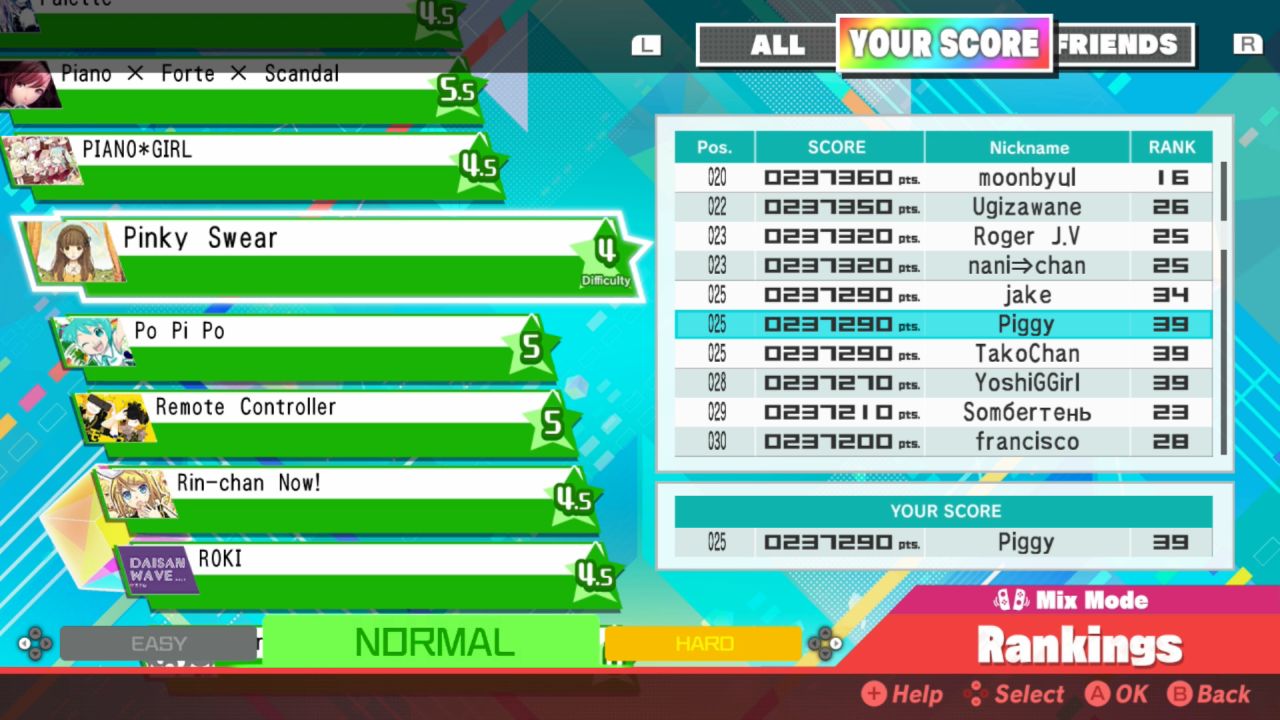 Palette
4.5
Piano × Forte × Scandal
5.5
PIANO*GIRL
4.5
Pinky Swear
4
Difficulty
Po Pi Po
5
Remote Controller
5
Rin-chan Now!
4.5
DAISAN
WAVE
ROKI
4.5
EASY
NORMAL
HARD
L
ALL
YOUR SCORE
FRIENDS
R
Pos. SCORE Nickname RANK
020 0237360 pts. moonbyul 16
022 0237350 pts. Ugizawane 26
023 0237320 pts. Roger J.V 25
023 0237320 pts. nani⇒chan 25
025 0237290 pts. jake 34
025 0237290 pts. Piggy 39
025 0237290 pts. TakoChan 39
028 0237270 pts. YoshiGGirl 39
029 0237210 pts. Soмбertень 23
030 0237200 pts. francisco 28
YOUR SCORE
025 0237290 pts. Piggy 39
Mix Mode
Rankings
+ Help Select A OK B Back